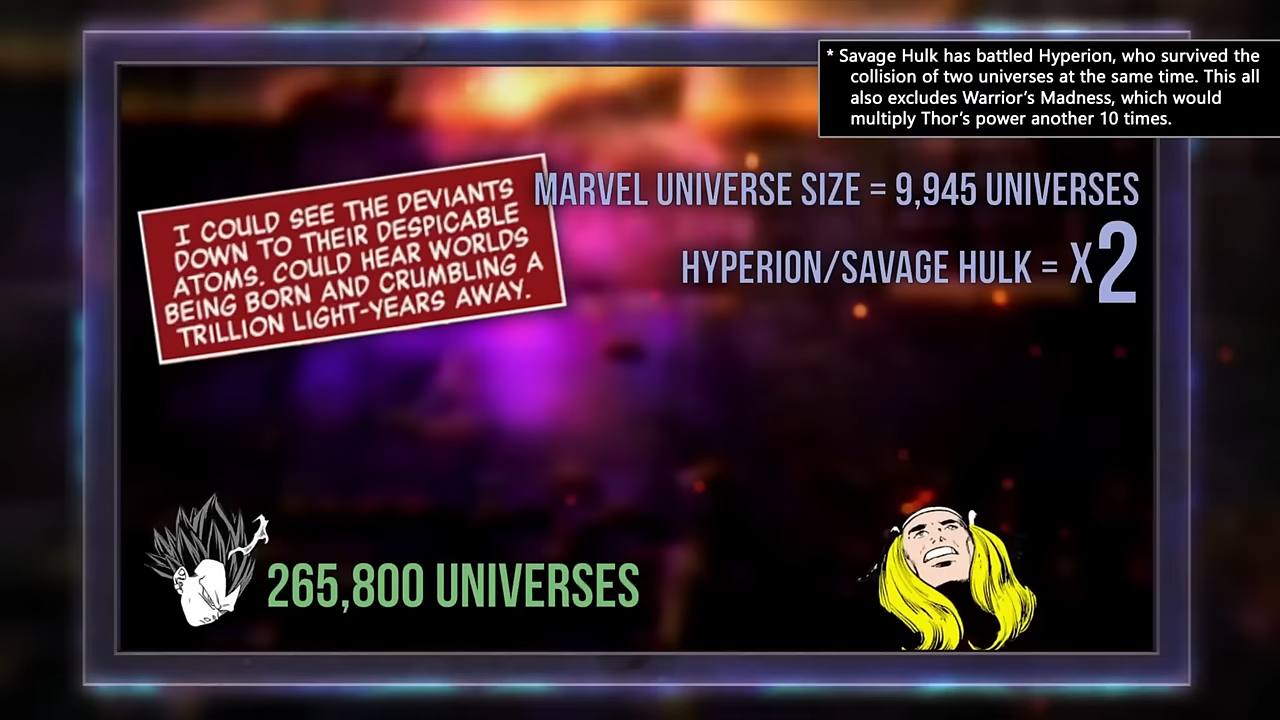 * Savage Hulk has battled Hyperion, who survived the
collision of two universes at the same time. This all
also excludes Warrior's Madness, which would
multiply Thor's power another 10 times.
I COULD SEE THE DEVIANTS
DOWN TO THEIR DESPICABLE
ATOMS. COULD HEAR WORLDS
BEING BORN AND CRUMBLING A
TRILLION LIGHT-YEARS AWAY.
MARVEL UNIVERSE SIZE = 9,945 UNIVERSES
HYPERION/SAVAGE HULK = X2
265,800 UNIVERSES